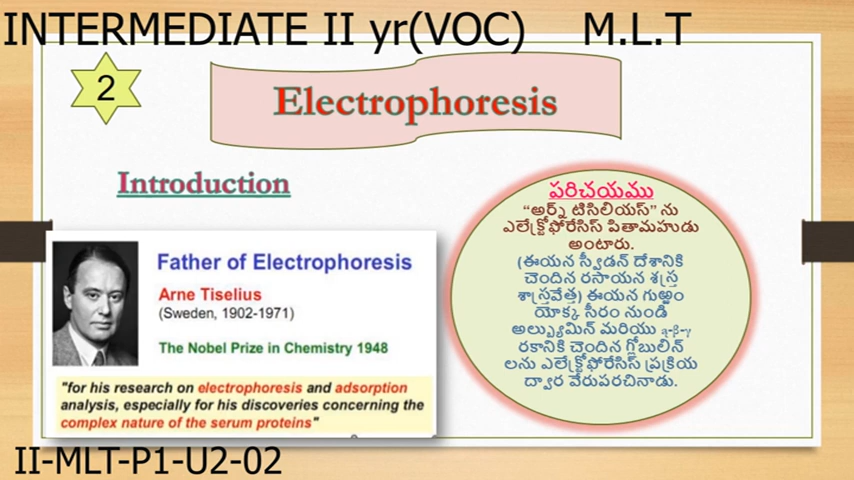 INTERMEDIATE II yr(VOC) M.L.T
2
Electrophoresis
Introduction
Father of Electrophoresis
Arne Tiselius
(Sweden, 1902-1971)
The Nobel Prize in Chemistry 1948
"for his research on electrophoresis and adsorption
analysis, especially for his discoveries concerning the
complex nature of the serum proteins"
పరిచయము
“అర్న్ టిసిలియస్” ను
ఎలేక్ట్రోఫోరేసిస్ పితామహుడు
అంటారు.
(ఈయన స్వీడన్ దేశానికి
చెందిన రసాయన శస్త్ర
శాస్త్రవేత్త) ఈయన గుఱ్ఱం
యొక్క సీరం నుండి
అల్బ్యుమిన్ మరియు α-β-γ
రకానికి చెందిన గ్లోబులిన్
లను ఎలేక్ట్రోఫోరేసిస్ ప్రక్రియ
ద్వార వేరుపరచినాడు.
II-MLT-P1-U2-02